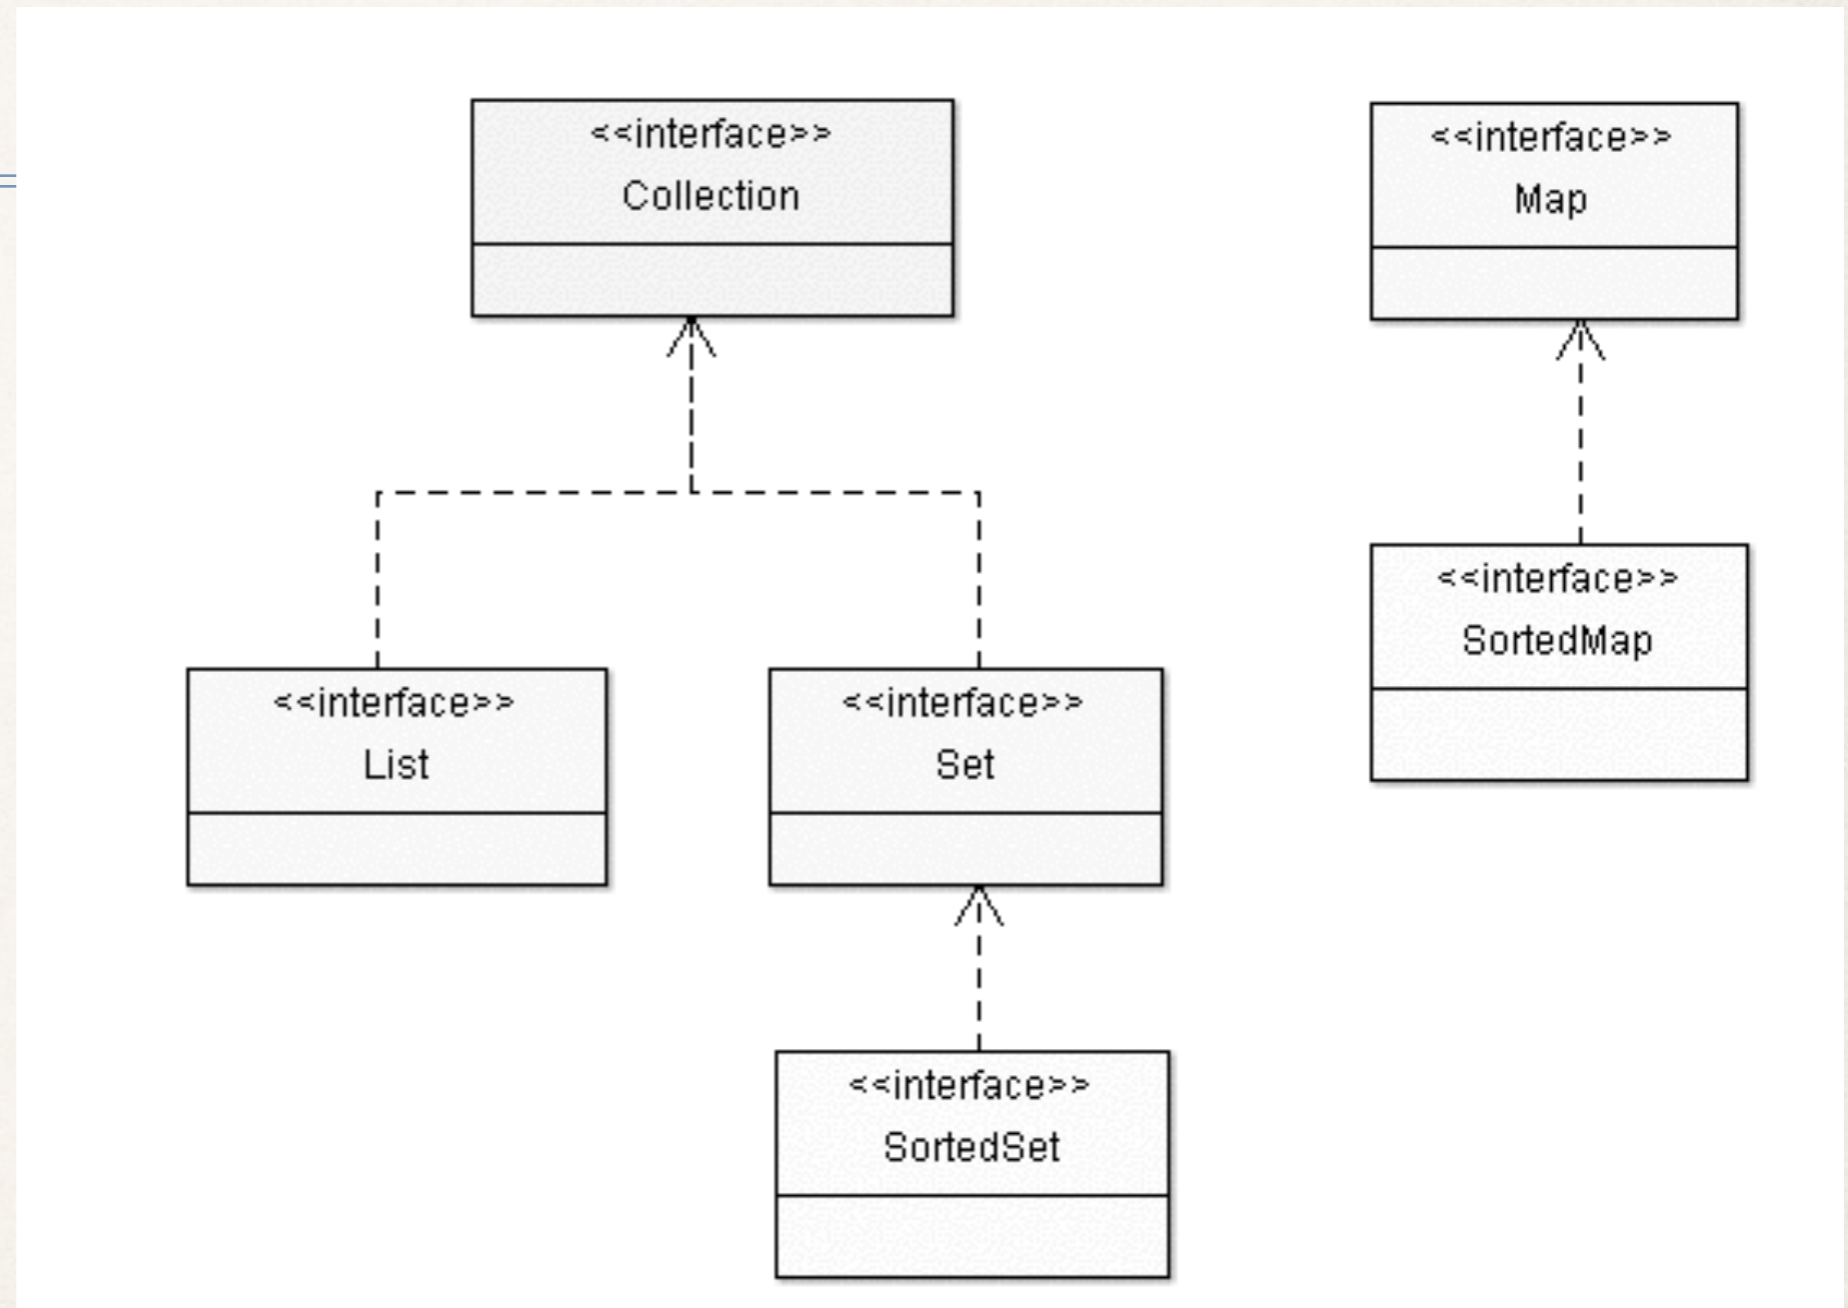 <<interface>>
Collection
<<interface>>
Map
<<interface>>
List
<<interface>>
Set
<<interface>>
SortedMap
<<interface>>
SortedSet